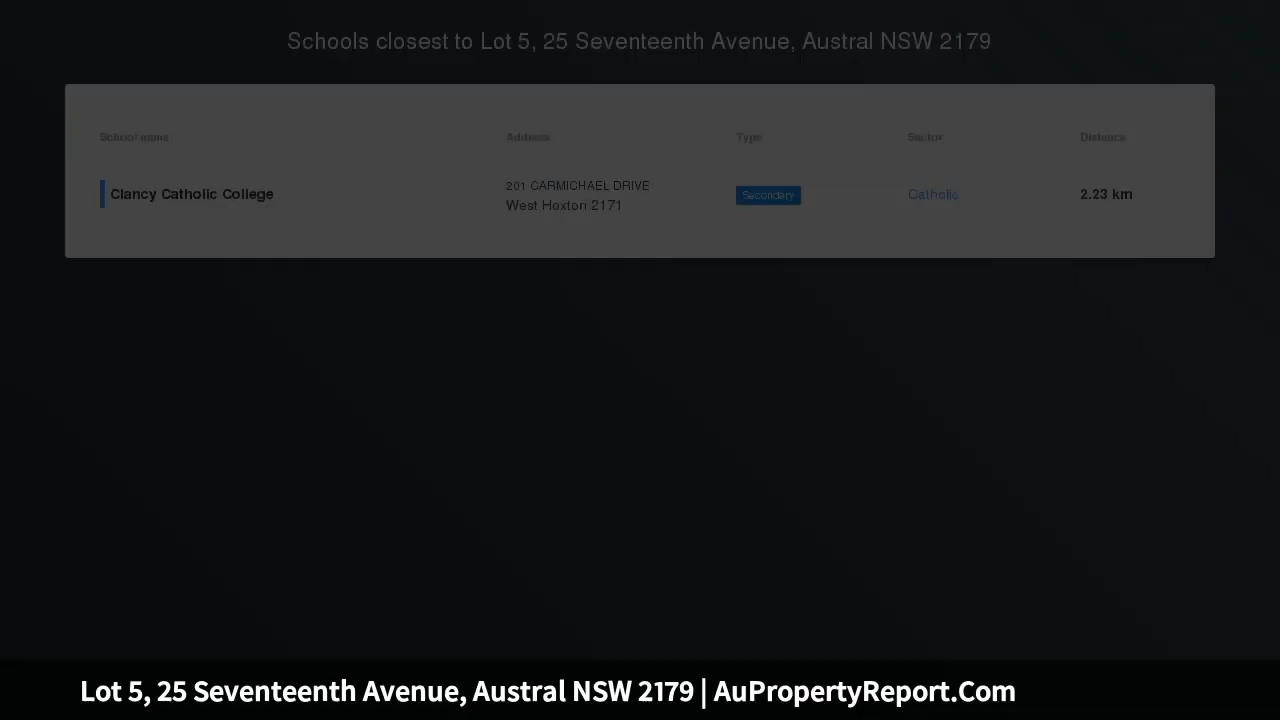 Schools closest to Lot 5, 25 Seventeenth Avenue, Austral NSW 2179
School name Address Type Sector Distance
Clancy Catholic College 201 CARMICHAEL DRIVE Secondary Catholic 2.23 km
West Hoxton 2171
Lot 5, 25 Seventeenth Avenue, Austral NSW 2179 | AuPropertyReport.Com